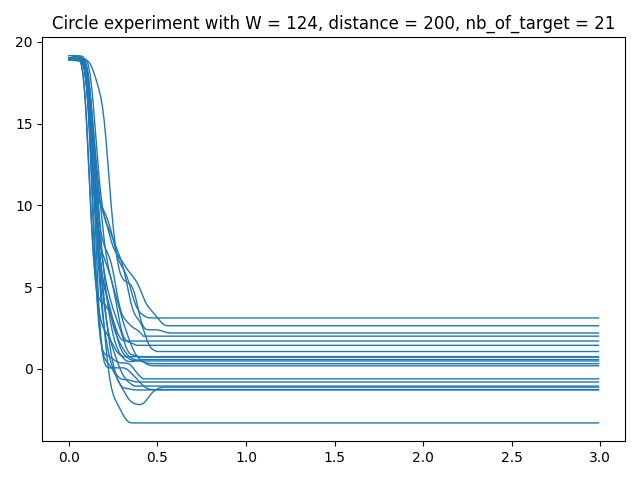 Circle experiment with W = 124, distance = 200, nb_of_target = 21
20
15
10
5
0
0.0 0.5 1.0 1.5 2.0 2.5 3.0